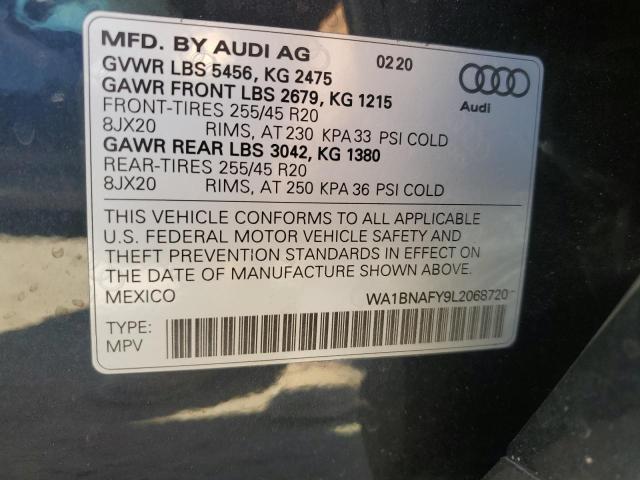 MFD. BY AUDI AG 02 20
GVWR LBS 5456, KG 2475
GAWR FRONT LBS 2679, KG 1215
FRONT-TIRES 255/45 R20
8JX20 RIMS, AT 230 KPA 33 PSI COLD
GAWR REAR LBS 3042, KG 1380
REAR-TIRES 255/45 R20
8JX20 RIMS, AT 250 KPA 36 PSI COLD
Audi
THIS VEHICLE CONFORMS TO ALL APPLICABLE
U.S. FEDERAL MOTOR VEHICLE SAFETY AND
THEFT PREVENTION STANDARDS IN EFFECT ON
THE DATE OF MANUFACTURE SHOWN ABOVE.
MEXICO WA1BNAFY9L2068720
TYPE:
MPV